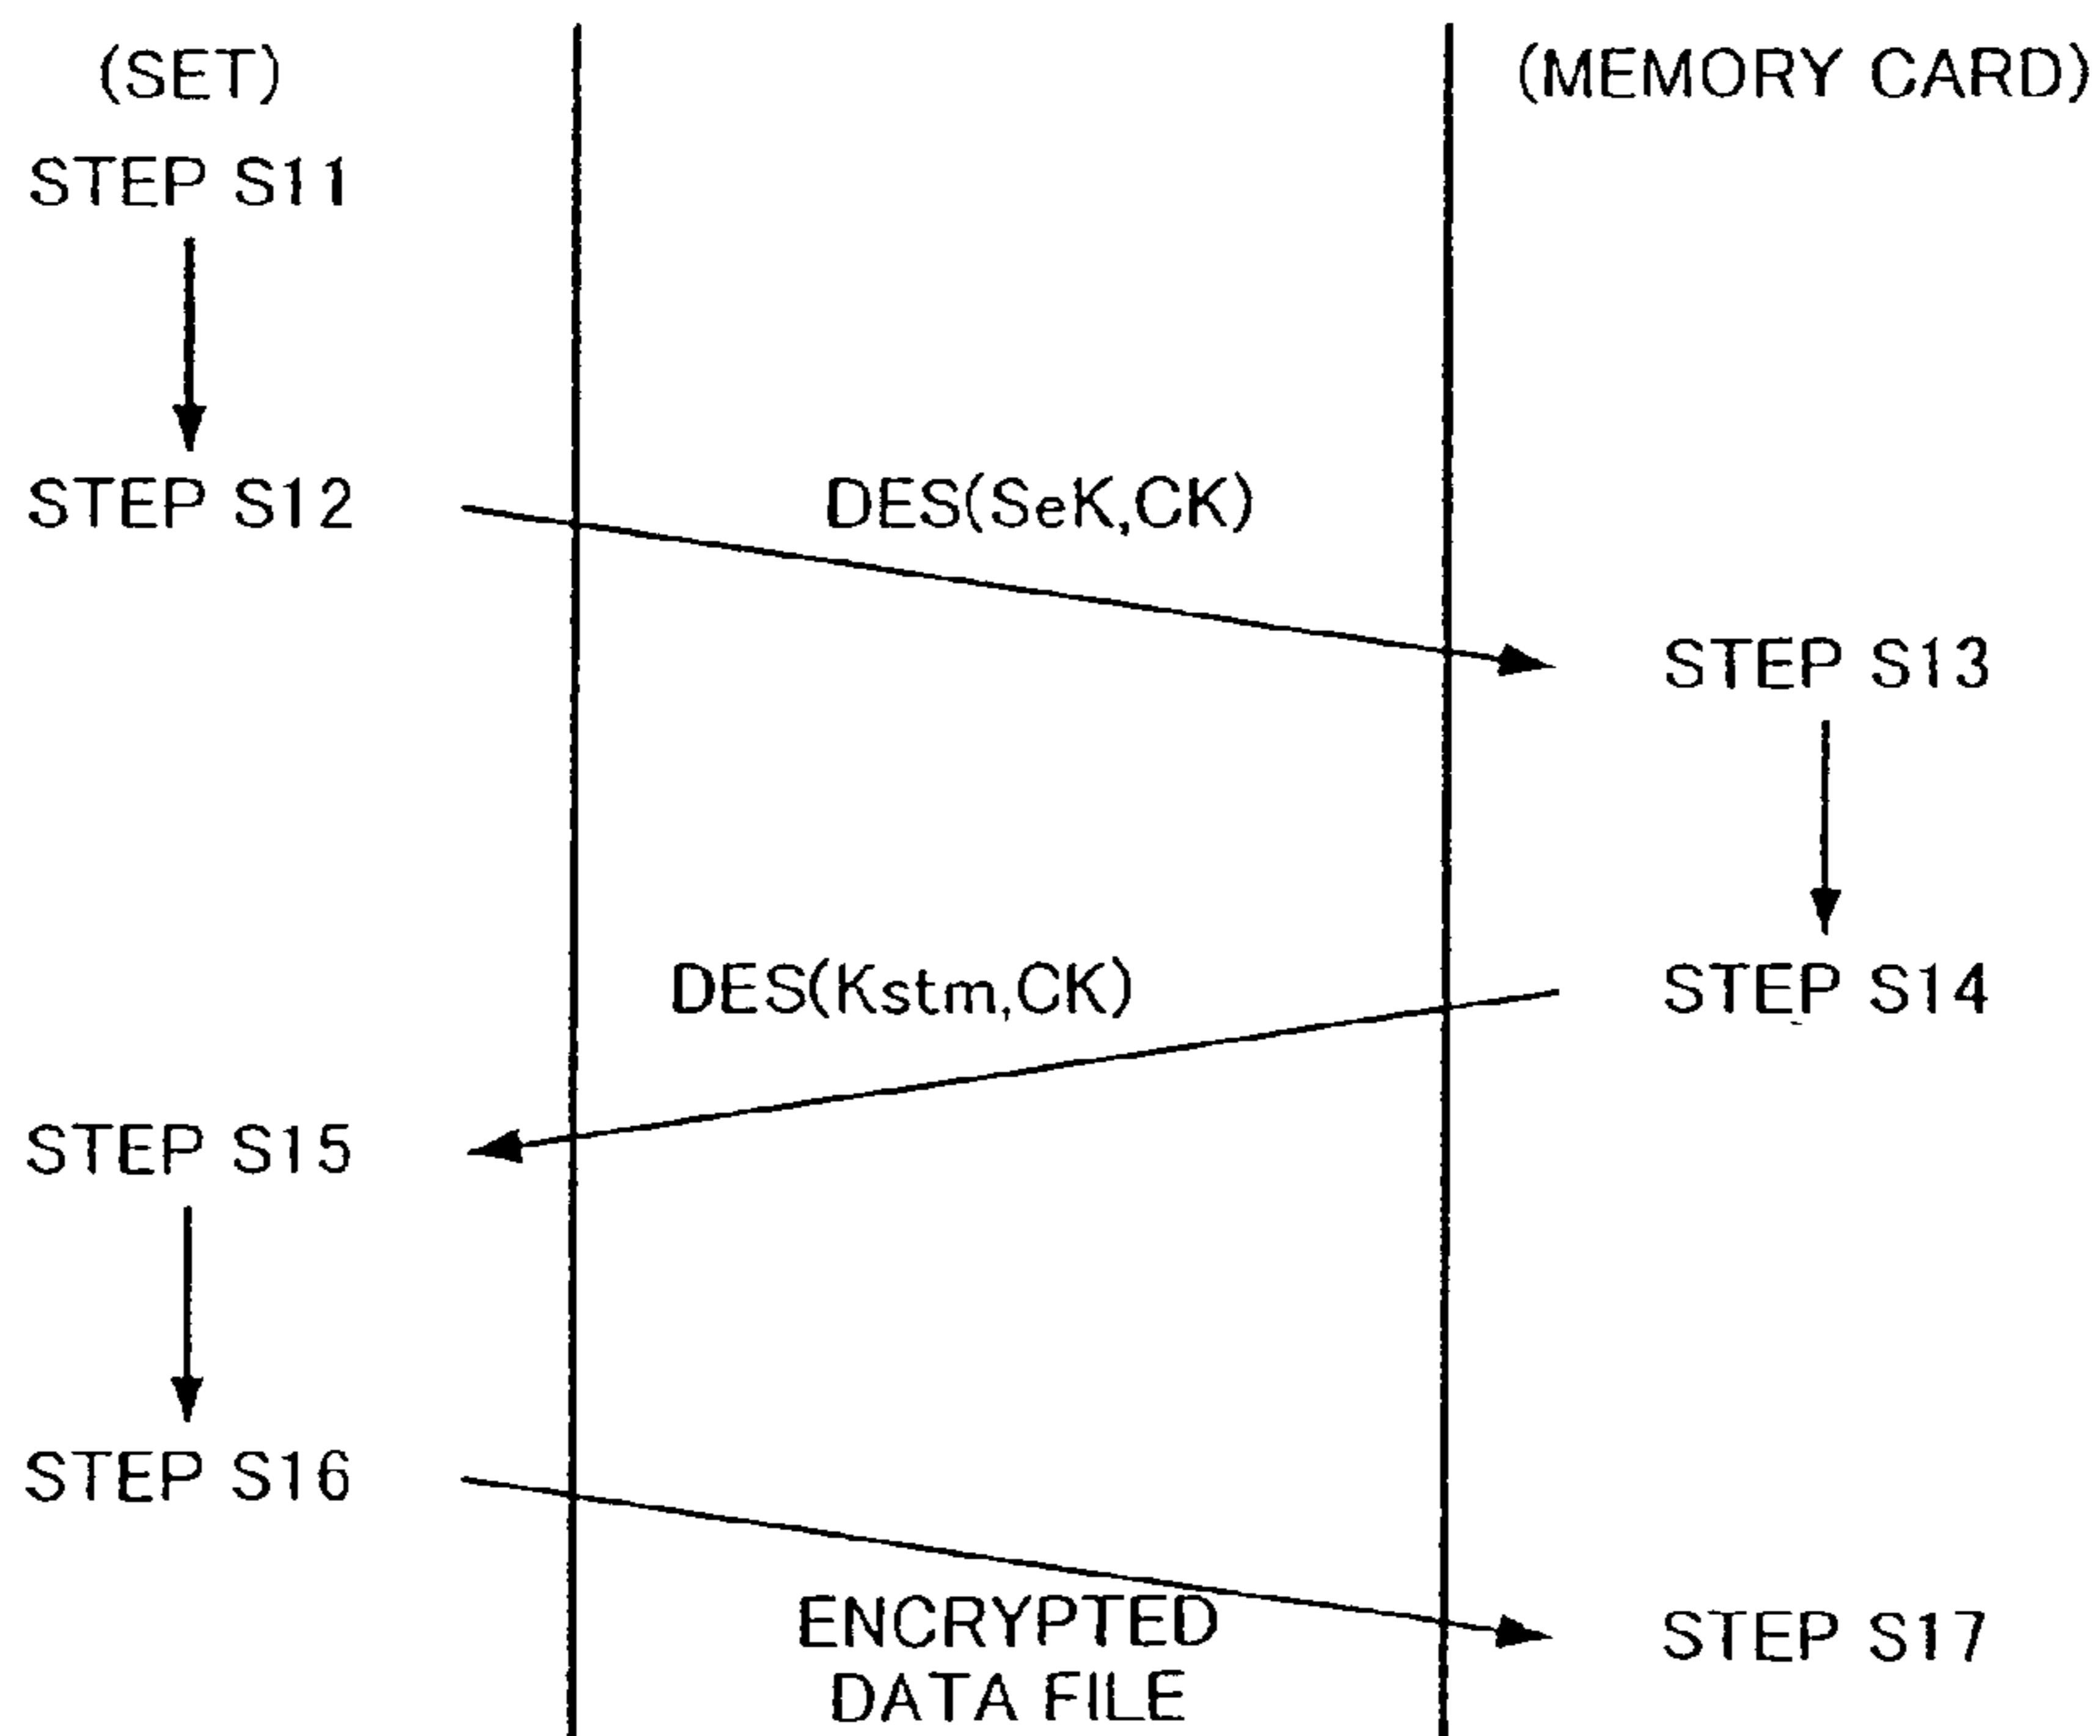 (SET)
(MEMORY CARD)
STEP S11
STEP S12
DES(SeK,CK)
STEP S13
DES(Kstm,CK)
STEP S14
STEP S15
STEP S16
ENCRYPTED
DATA FILE
STEP S17